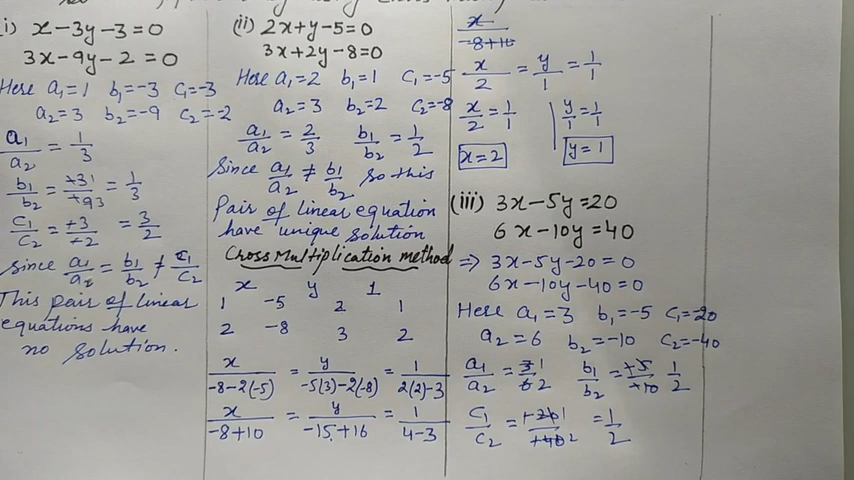 (i) x-3y-3=0
3x-9y-2=0
Here a₁=1 b₁=-3 c₁=-3
a₂=3 b₂=-9 c₂=-2
a₁/a₂ = 1/3
b₁/b₂ = -3/-9 3 = 1/3
c₁/c₂ = -3/-2 = 3/2
Since a₁/a₂ = b₁/b₂ ≠ c₁/c₂
This pair of linear
equations have
no solution.
(ii) 2x+y-5=0
3x+2y-8=0
Here a₁=2 b₁=1 c₁=-5
a₂=3 b₂=2 c₂=-8
a₁/a₂ = 2/3 b₁/b₂ = 1/2
Since a₁/a₂ ≠ b₁/b₂ so this
Pair of linear equation
have unique solution
Cross Multiplication method
x y 1
1 -5 2 1
2 -8 3 2
x/-8-2(-5) = y/-5(3)-2(-8) = 1/2(2)-3
x/-8+10 = y/-15+16 = 1/4-3
x/-8+10
x/2 = y/1 = 1/1
x/2 = 1/1 y/1 = 1/1
x=2 y=1
(iii) 3x-5y=20
6x-10y=40
⇒ 3x-5y-20=0
6x-10y-40=0
Here a₁=3 b₁=-5 c₁=-20
a₂=6 b₂=-10 c₂=-40
a₁/a₂ = 3 1/6 2 b₁/b₂ = -5/-10 1/2
c₁/c₂ = -20 1/-40 2 = 1/2